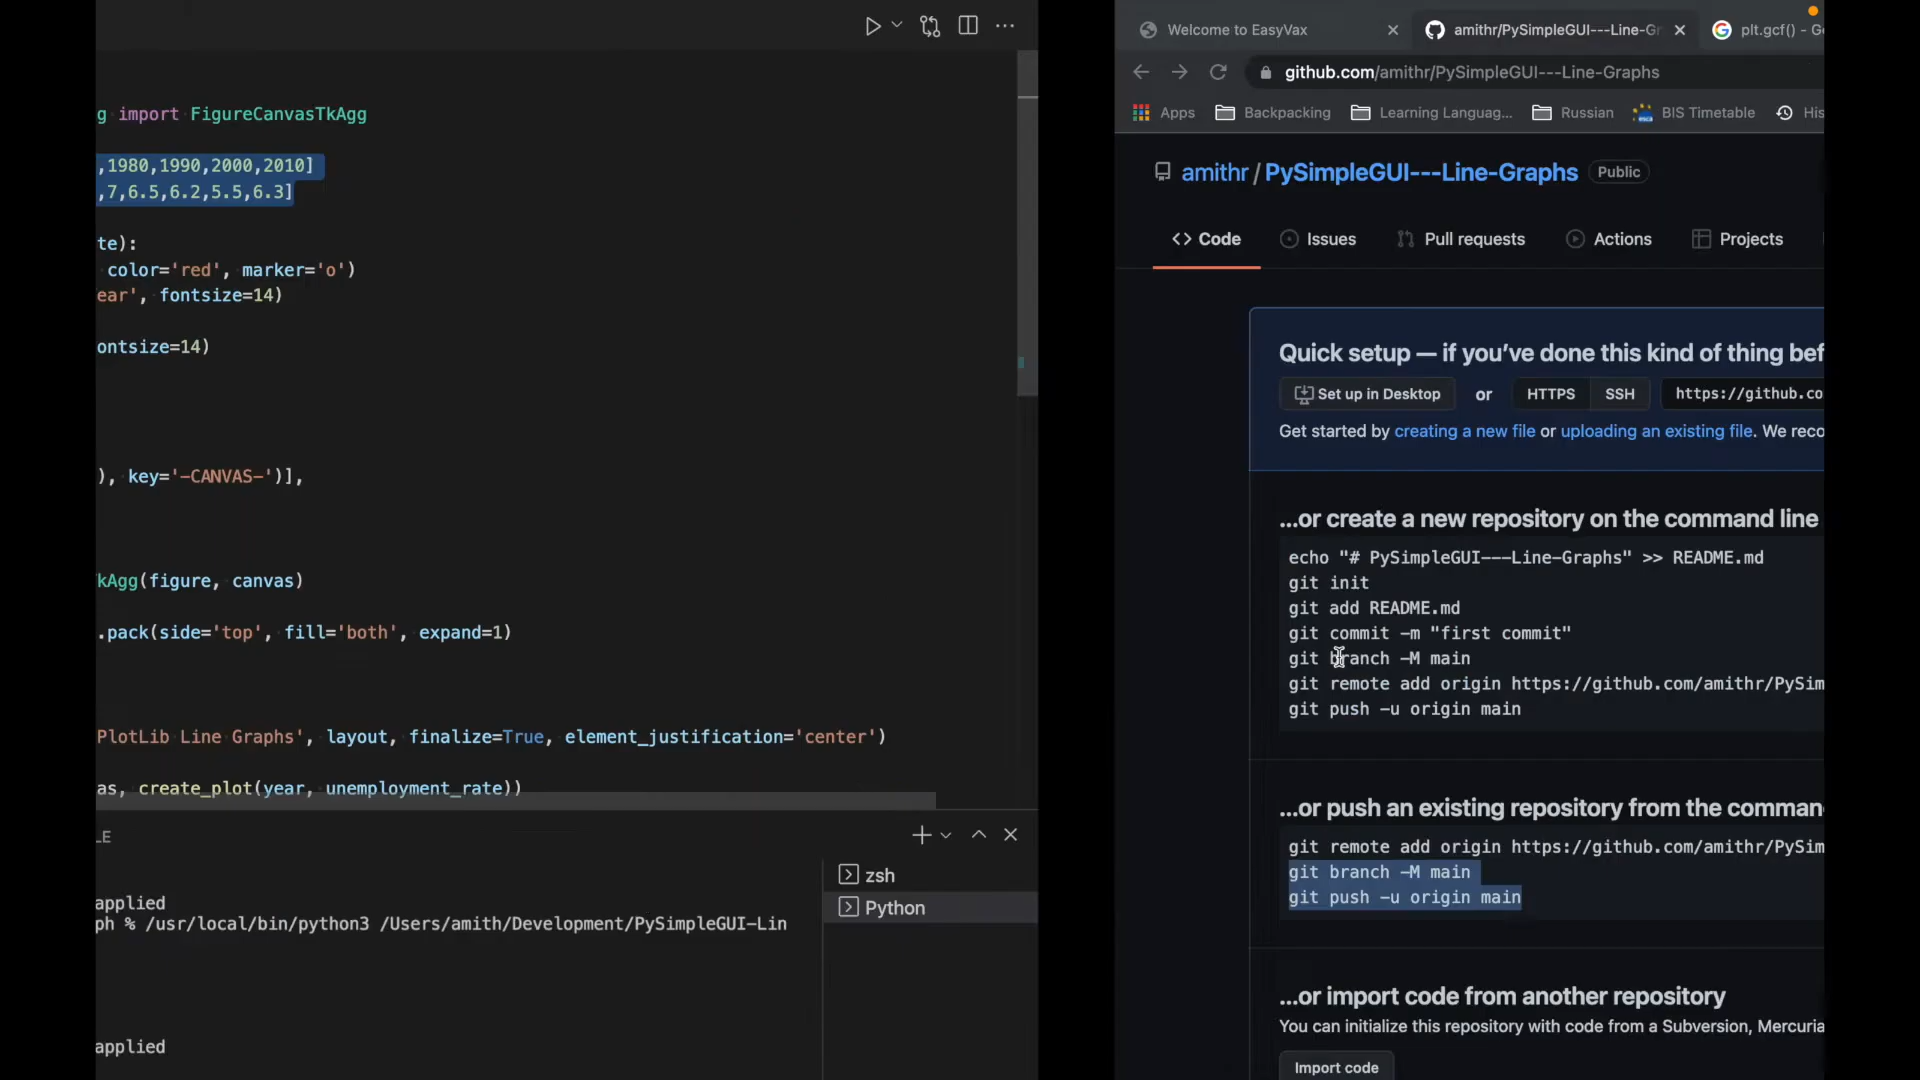 g import FigureCanvasTkAgg
,1980,1990,2000,2010]
,7,6.5,6.2,5.5,6.3]
te):
color='red', marker='o')
ear', fontsize=14)
ontsize=14)
), key='-CANVAS-')],
kAgg(figure, canvas)
.pack(side='top', fill='both', expand=1)
PlotLib Line Graphs', layout, finalize=True, element_justification='center')
as, create_plot(year, unemployment_rate))
LE
zsh
Python
applied
ph % /usr/local/bin/python3 /Users/amith/Development/PySimpleGUI-Lin
applied
Welcome to EasyVax
amithr/PySimpleGUI---Line-Gr
plt.gcf() - G
github.com/amithr/PySimpleGUI---Line-Graphs
Apps
Backpacking
Learning Languag...
Russian
BIS Timetable
His
amithr/PySimpleGUI---Line-Graphs
Public
Code
Issues
Pull requests
Actions
Projects
Quick setup — if you've done this kind of thing bef
Set up in Desktop
or
HTTPS
SSH
https://github.co
Get started by creating a new file or uploading an existing file. We reco
...or create a new repository on the command line
echo "# PySimpleGUI---Line-Graphs" >> README.md
git init
git add README.md
git commit -m "first commit"
git branch -M main
git remote add origin https://github.com/amithr/PySim
git push -u origin main
...or push an existing repository from the comman
git remote add origin https://github.com/amithr/PySim
git branch -M main
git push -u origin main
...or import code from another repository
You can initialize this repository with code from a Subversion, Mercuria
Import code